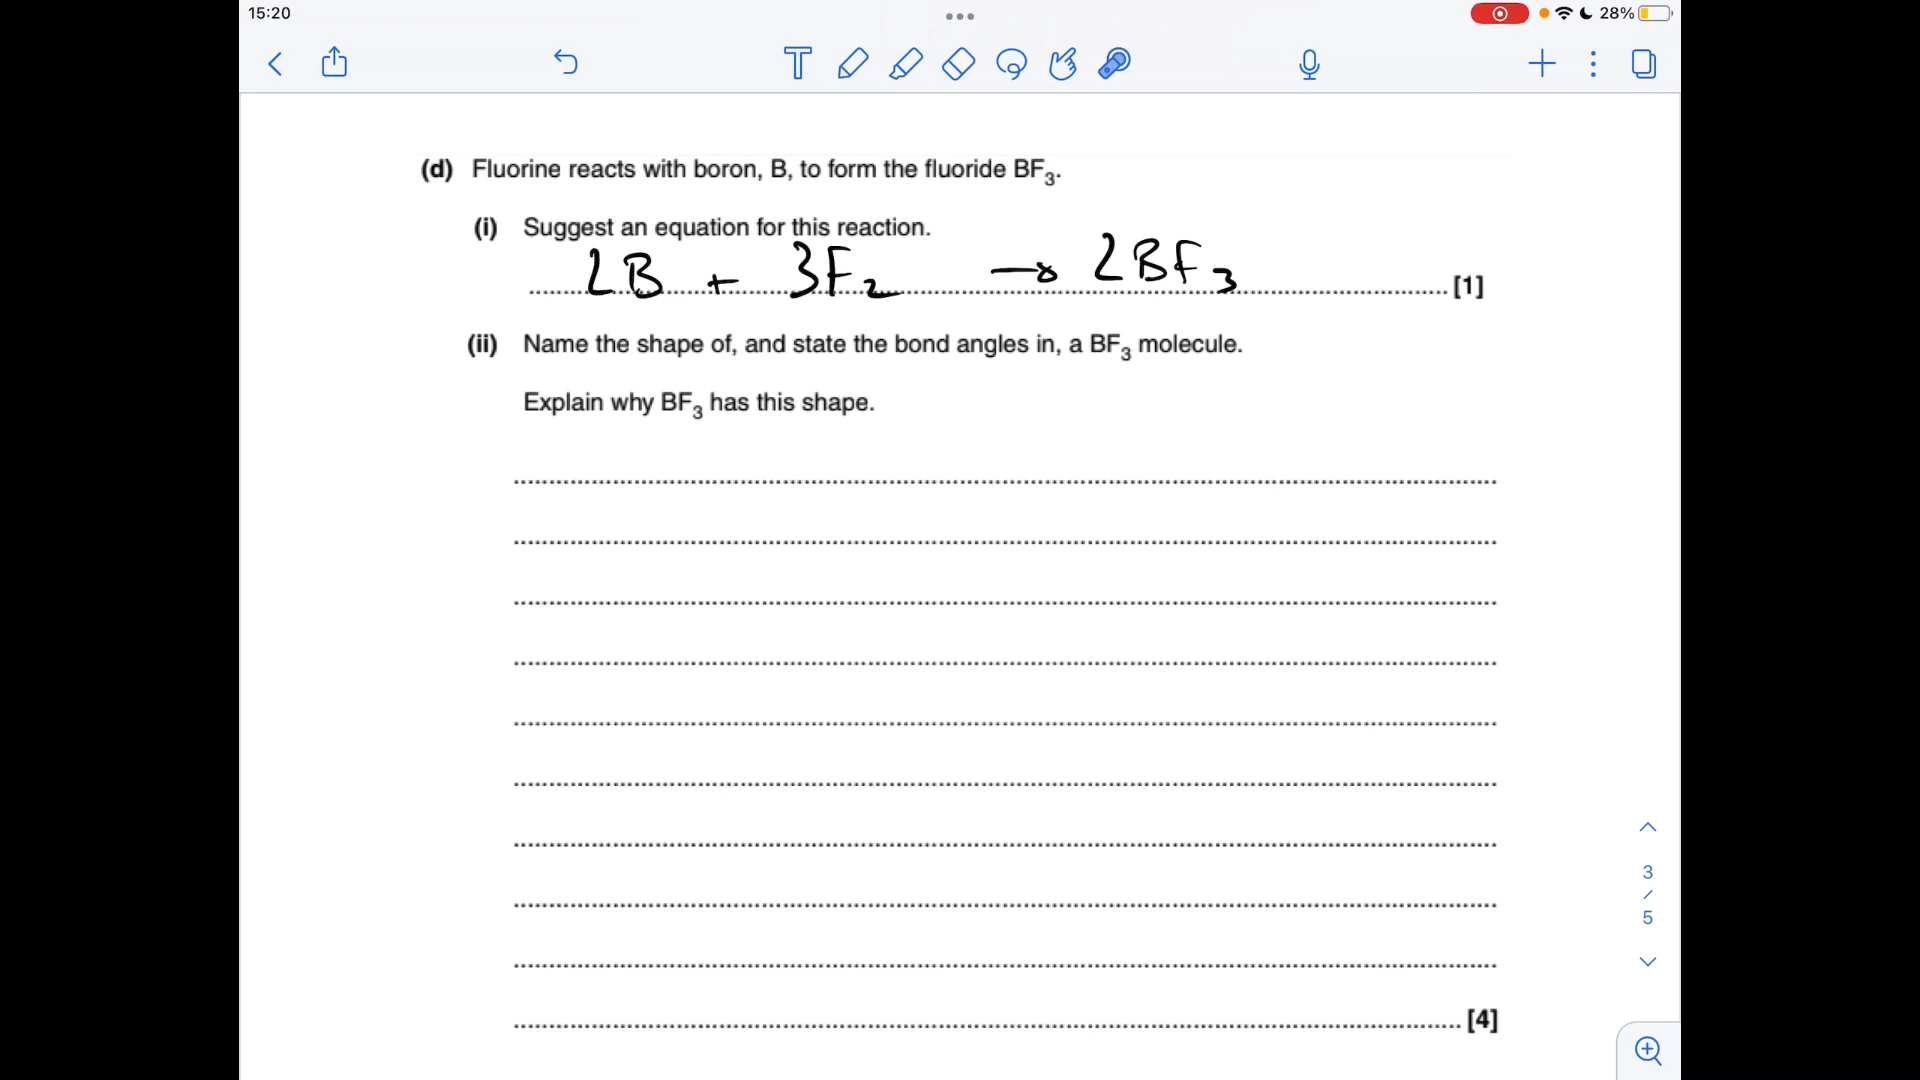 15:20
28%
(d) Fluorine reacts with boron, B, to form the fluoride BF₃.
(i) Suggest an equation for this reaction.
2B + 3F₂ → 2BF₃
[1]
(ii) Name the shape of, and state the bond angles in, a BF₃ molecule.
Explain why BF₃ has this shape.
3
/
5
[4]